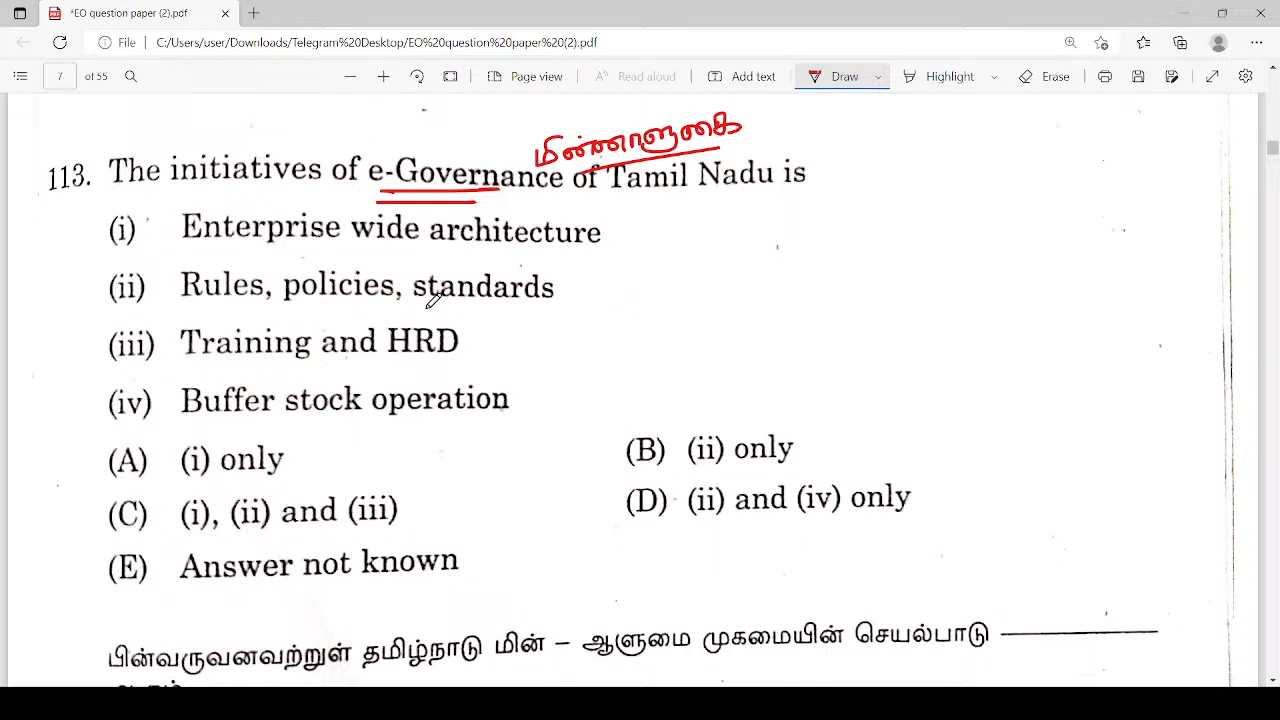 *EO question paper (2).pdf
File C:/Users/user/Downloads/Telegram%20Desktop/EO%20question%20paper%20(2).pdf
7 of 55 Page view Read aloud Add text Draw Highlight Erase
மின்னாளுகை
113. The initiatives of e-Governance of Tamil Nadu is
(i) Enterprise wide architecture
(ii) Rules, policies, standards
(iii) Training and HRD
(iv) Buffer stock operation
(A) (i) only (B) (ii) only
(C) (i), (ii) and (iii) (D) (ii) and (iv) only
(E) Answer not known
பின்வருவனவற்றுள் தமிழ்நாடு மின் – ஆளுமை முகமையின் செயல்பாடு